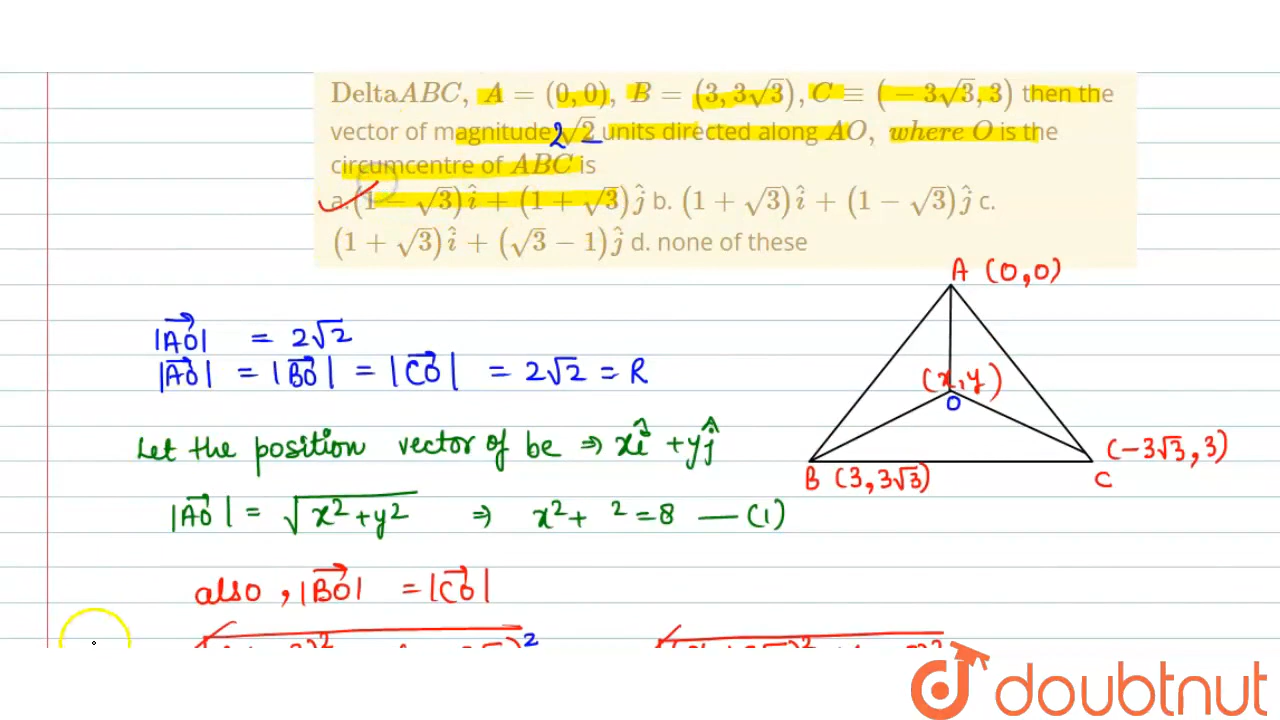 DeltaABC, A = (0, 0), B = (3, 3√3), C ≡ (−3√3, 3) then the
vector of magnitude 2√2 units directed along AO, where O is the
circumcentre of ABC is
a.(1 − √3)î + (1 + √3)ĵ b. (1 + √3)î + (1 − √3)ĵ c.
(1 + √3)î + (√3 − 1)ĵ d. none of these
A (0,0)
|AO⃗| = 2√2
|AO⃗| = |BO⃗| = |CO⃗| = 2√2 = R
(x,y)
O
Let the position vector of be ⇒ xî + yĵ
B (3, 3√3)
C (−3√3, 3)
|AO⃗| = √x²+y² ⇒ x²+ ²=8 —(1)
also, |BO⃗| = |CO⃗|
doubtnut